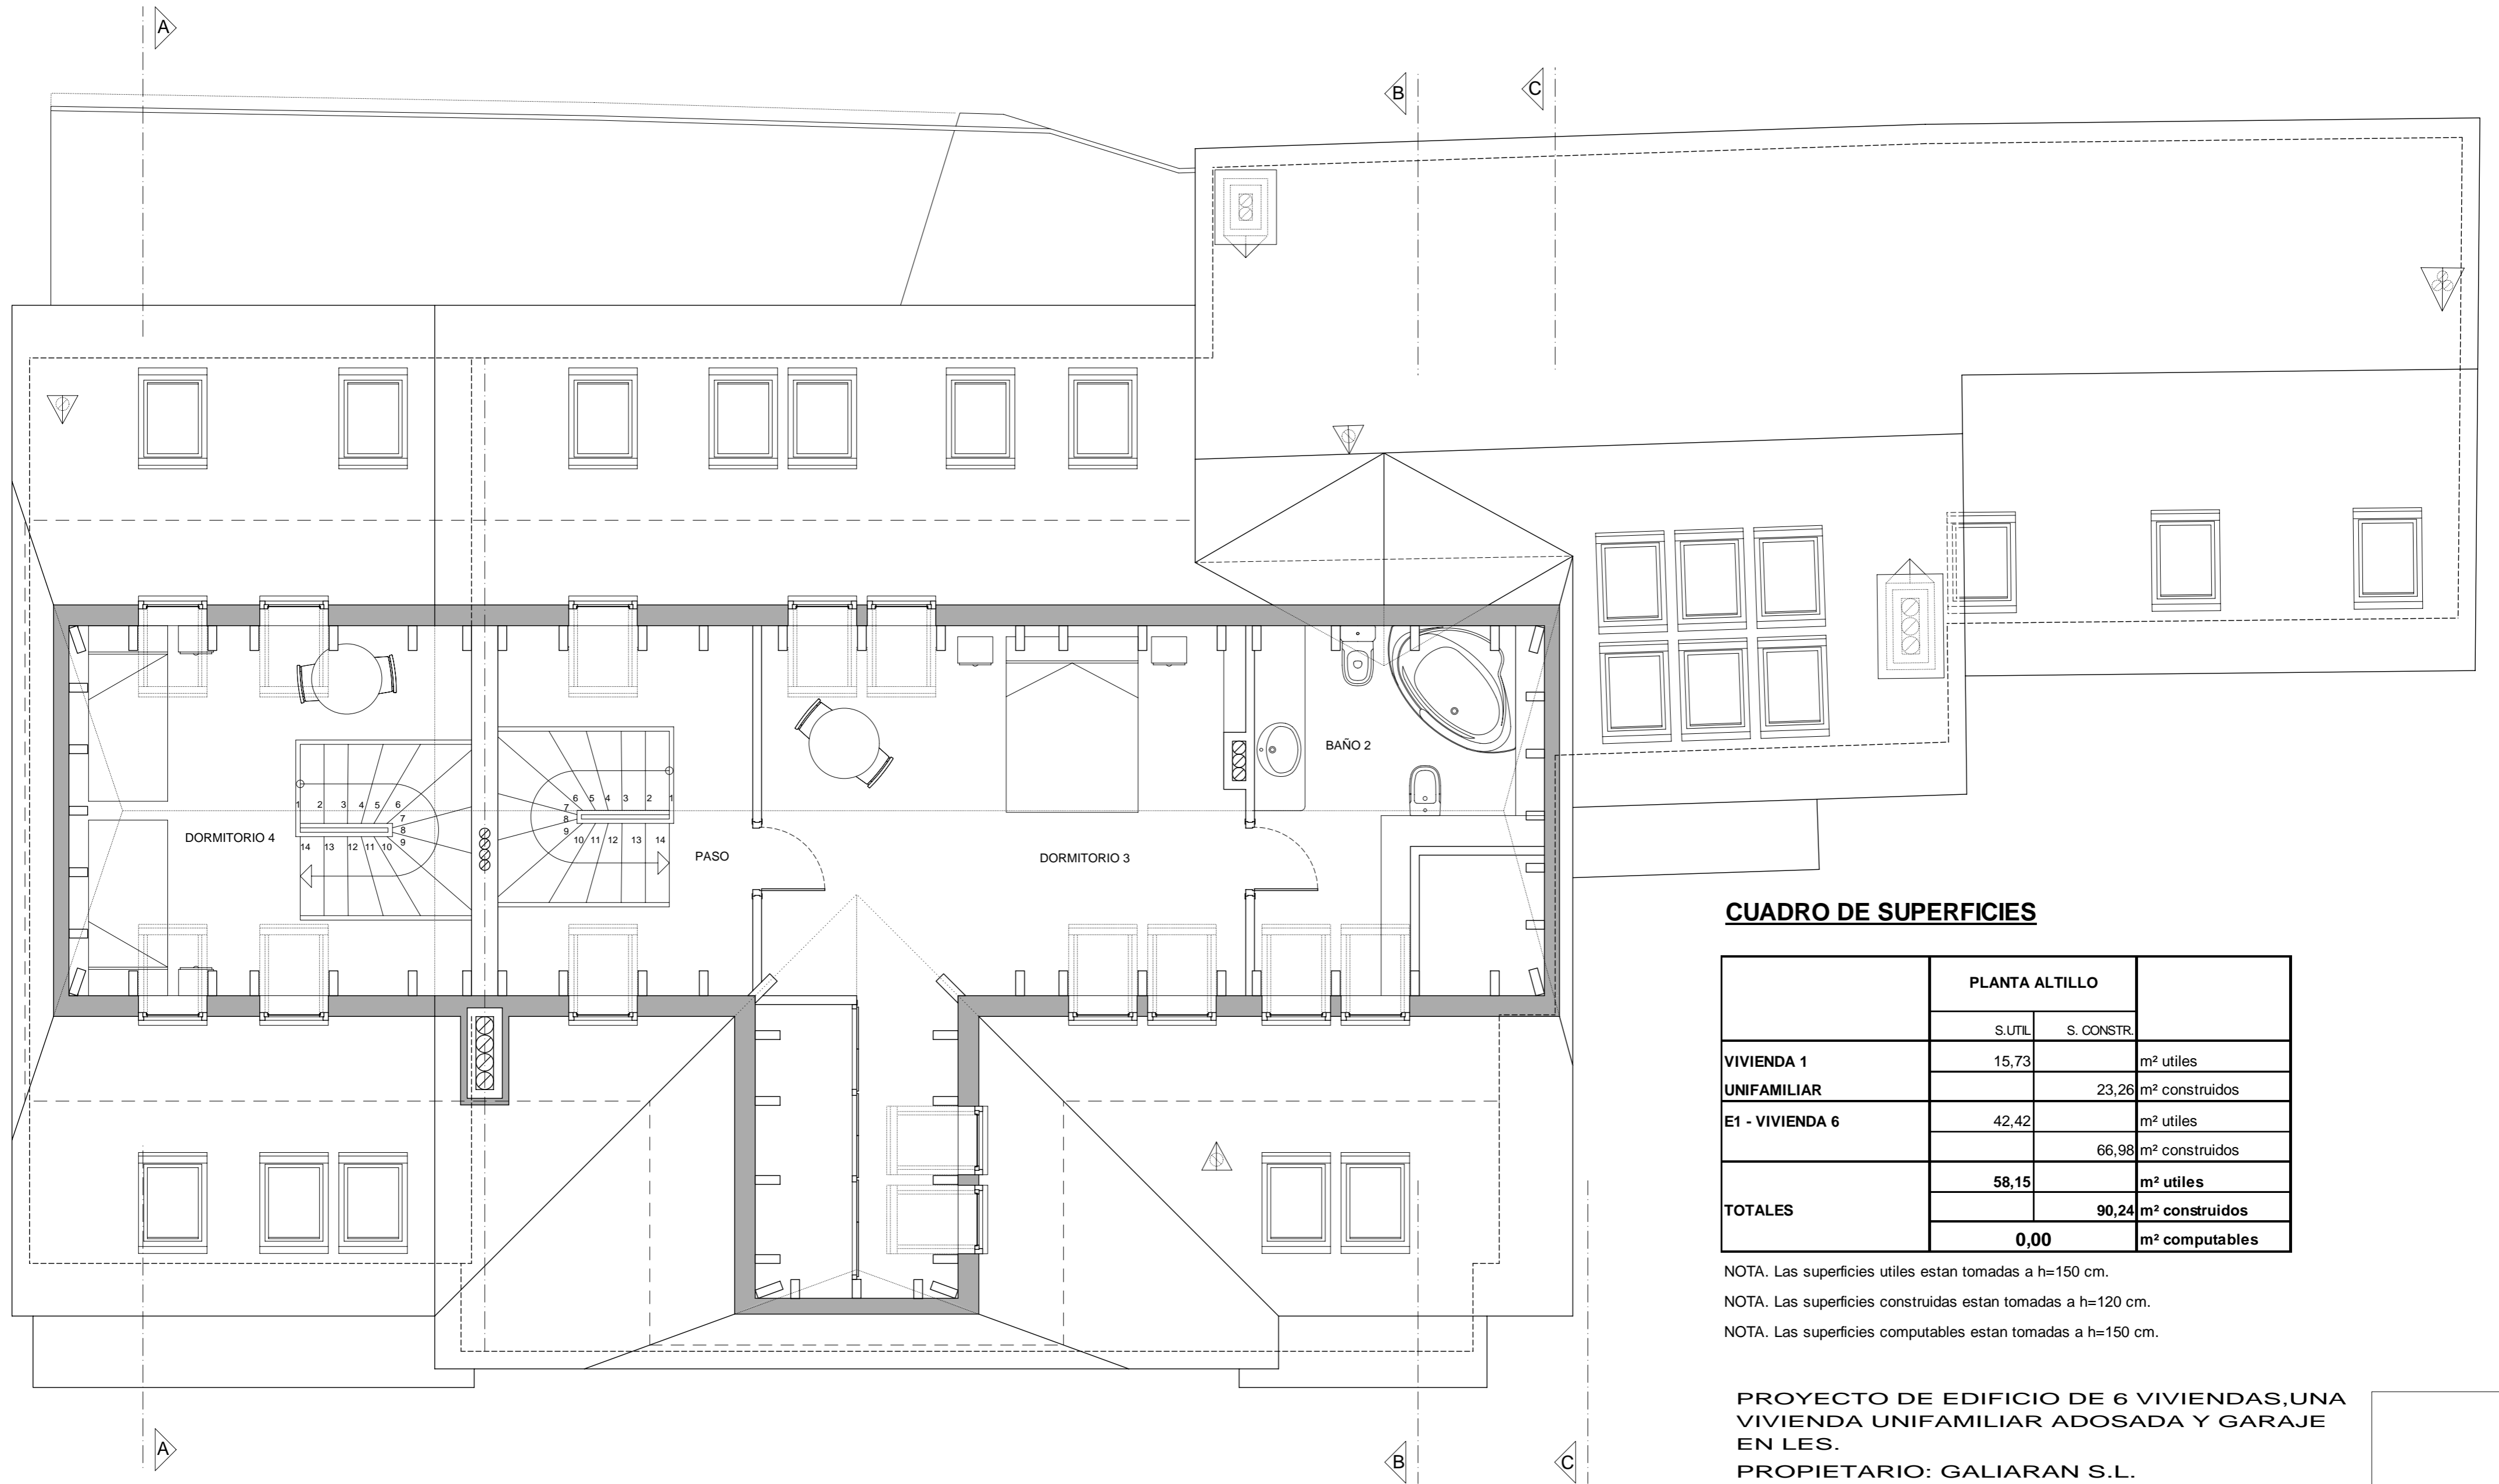 A
B
C
1 2 3 4 5 6
7
8
9
14 13 12 11 10
6 5 4 3 2 1
7
8
9
10 11 12 13 14
DORMITORIO 4
PASO
DORMITORIO 3
BAÑO 2
CUADRO DE SUPERFICIES
PLANTA ALTILLO
S.UTIL S. CONSTR.
VIVIENDA 1 15,73 m² utiles
UNIFAMILIAR 23,26 m² construidos
E1 - VIVIENDA 6 42,42 m² utiles
66,98 m² construidos
58,15 m² utiles
TOTALES 90,24 m² construidos
0,00 m² computables
NOTA. Las superficies utiles estan tomadas a h=150 cm.
NOTA. Las superficies construidas estan tomadas a h=120 cm.
NOTA. Las superficies computables estan tomadas a h=150 cm.
PROYECTO DE EDIFICIO DE 6 VIVIENDAS,UNA
VIVIENDA UNIFAMILIAR ADOSADA Y GARAJE
EN LES.
PROPIETARIO: GALIARAN S.L.
A
B
C